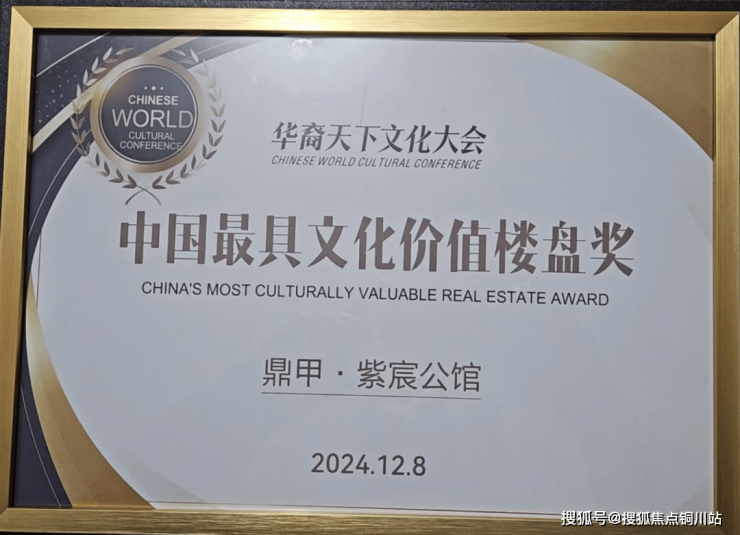 CHINESE
WORLD
CULTURAL
CONFERENCE
华裔天下文化大会
CHINESE WORLD CULTURAL CONFERENCE
中国最具文化价值楼盘奖
CHINA'S MOST CULTURALLY VALUABLE REAL ESTATE AWARD
鼎甲·紫宸公馆
2024.12.8
搜狐号@搜狐焦点铜川站